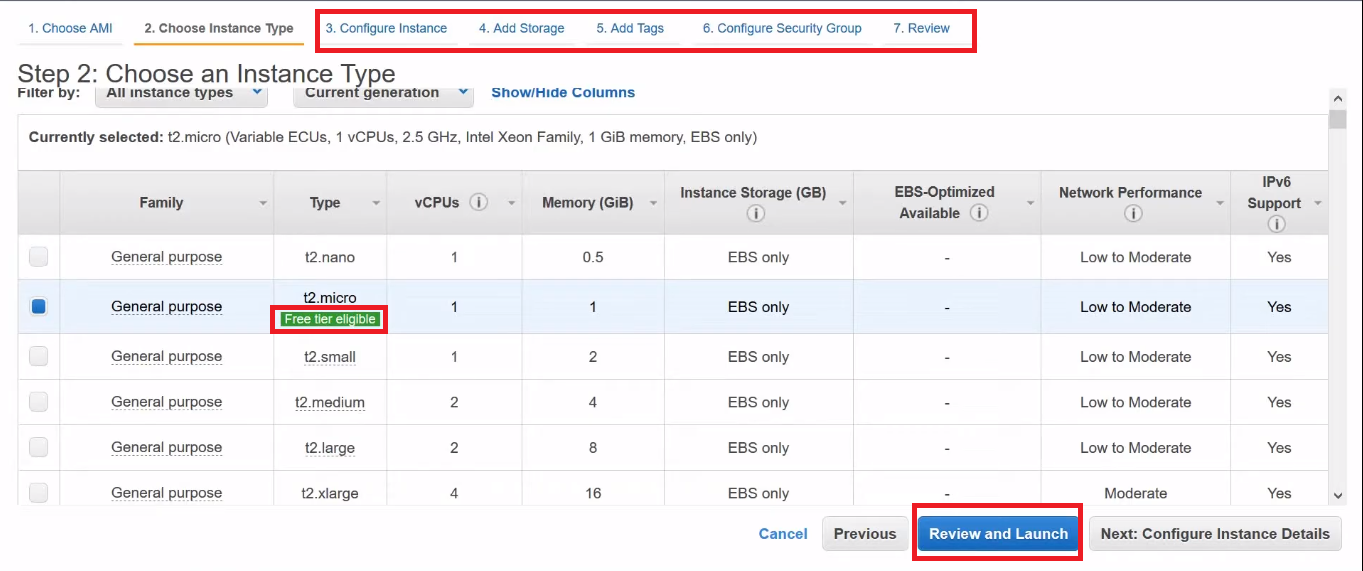 1. Choose AMI 2. Choose Instance Type 3. Configure Instance 4. Add Storage 5. Add Tags 6. Configure Security Group 7. Review
Step 2: Choose an Instance Type
Filter by: All instance types Current generation Show/Hide Columns
Currently selected: t2.micro (Variable ECUs, 1 vCPUs, 2.5 GHz, Intel Xeon Family, 1 GiB memory, EBS only)
Family Type vCPUs i Memory (GiB) Instance Storage (GB) i EBS-Optimized Available i Network Performance i IPv6 Support i
General purpose t2.nano 1 0.5 EBS only - Low to Moderate Yes
General purpose t2.micro Free tier eligible 1 1 EBS only - Low to Moderate Yes
General purpose t2.small 1 2 EBS only - Low to Moderate Yes
General purpose t2.medium 2 4 EBS only - Low to Moderate Yes
General purpose t2.large 2 8 EBS only - Low to Moderate Yes
General purpose t2.xlarge 4 16 EBS only - Moderate Yes
Cancel Previous Review and Launch Next: Configure Instance Details